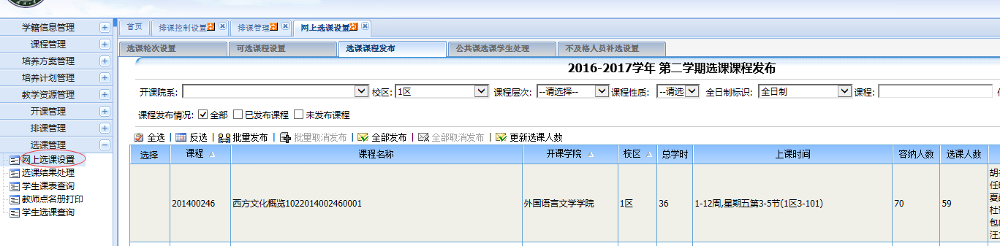 首页 排课控制设置 排课管理 网上选课设置
学籍信息管理
课程管理
培养方案管理
培养计划管理
教学资源管理
开课管理
排课管理
选课管理
网上选课设置
选课结果处理
学生课表查询
教师点名册打印
学生选课查询
选课轮次设置 可选课程设置 选课课程发布 公共课选课学生处理 不及格人员补选设置
2016-2017学年 第二学期选课课程发布
开课院系: 校区: 1区 课程层次: --请选择-- 课程性质: --请选 全日制标识: 全日制 课程:
课程发布情况: 全部 已发布课程 未发布课程
全选 反选 批量发布 批量取消发布 全部发布 全部取消发布 更新选课人数
选择 课程 课程名称 开课学院 校区 总学时 上课时间 容纳人数 选课人数
201400246 西方文化概览1022014002460001 外国语言文学学院 1区 36 1-12周,星期五第3-5节(1区3-101) 70 59